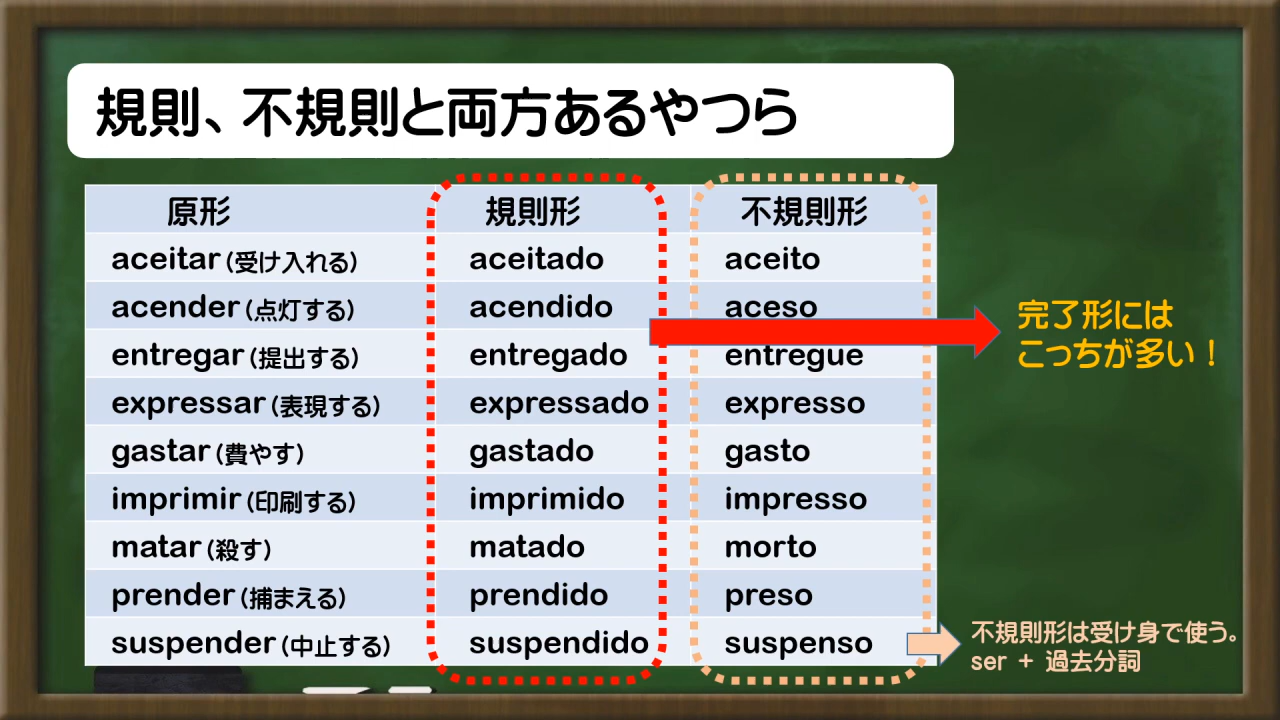 規則、不規則と両方あるやつら
原形 規則形 不規則形
aceitar (受け入れる) aceitado aceito
acender (点灯する) acendido aceso
entregar (提出する) entregado entregue
expressar (表現する) expressado expresso
gastar (費やす) gastado gasto
imprimir (印刷する) imprimido impresso
matar (殺す) matado morto
prender (捕まえる) prendido preso
suspender (中止する) suspendido suspenso
完了形には
こっちが多い！
不規則形は受け身で使う。
ser + 過去分詞